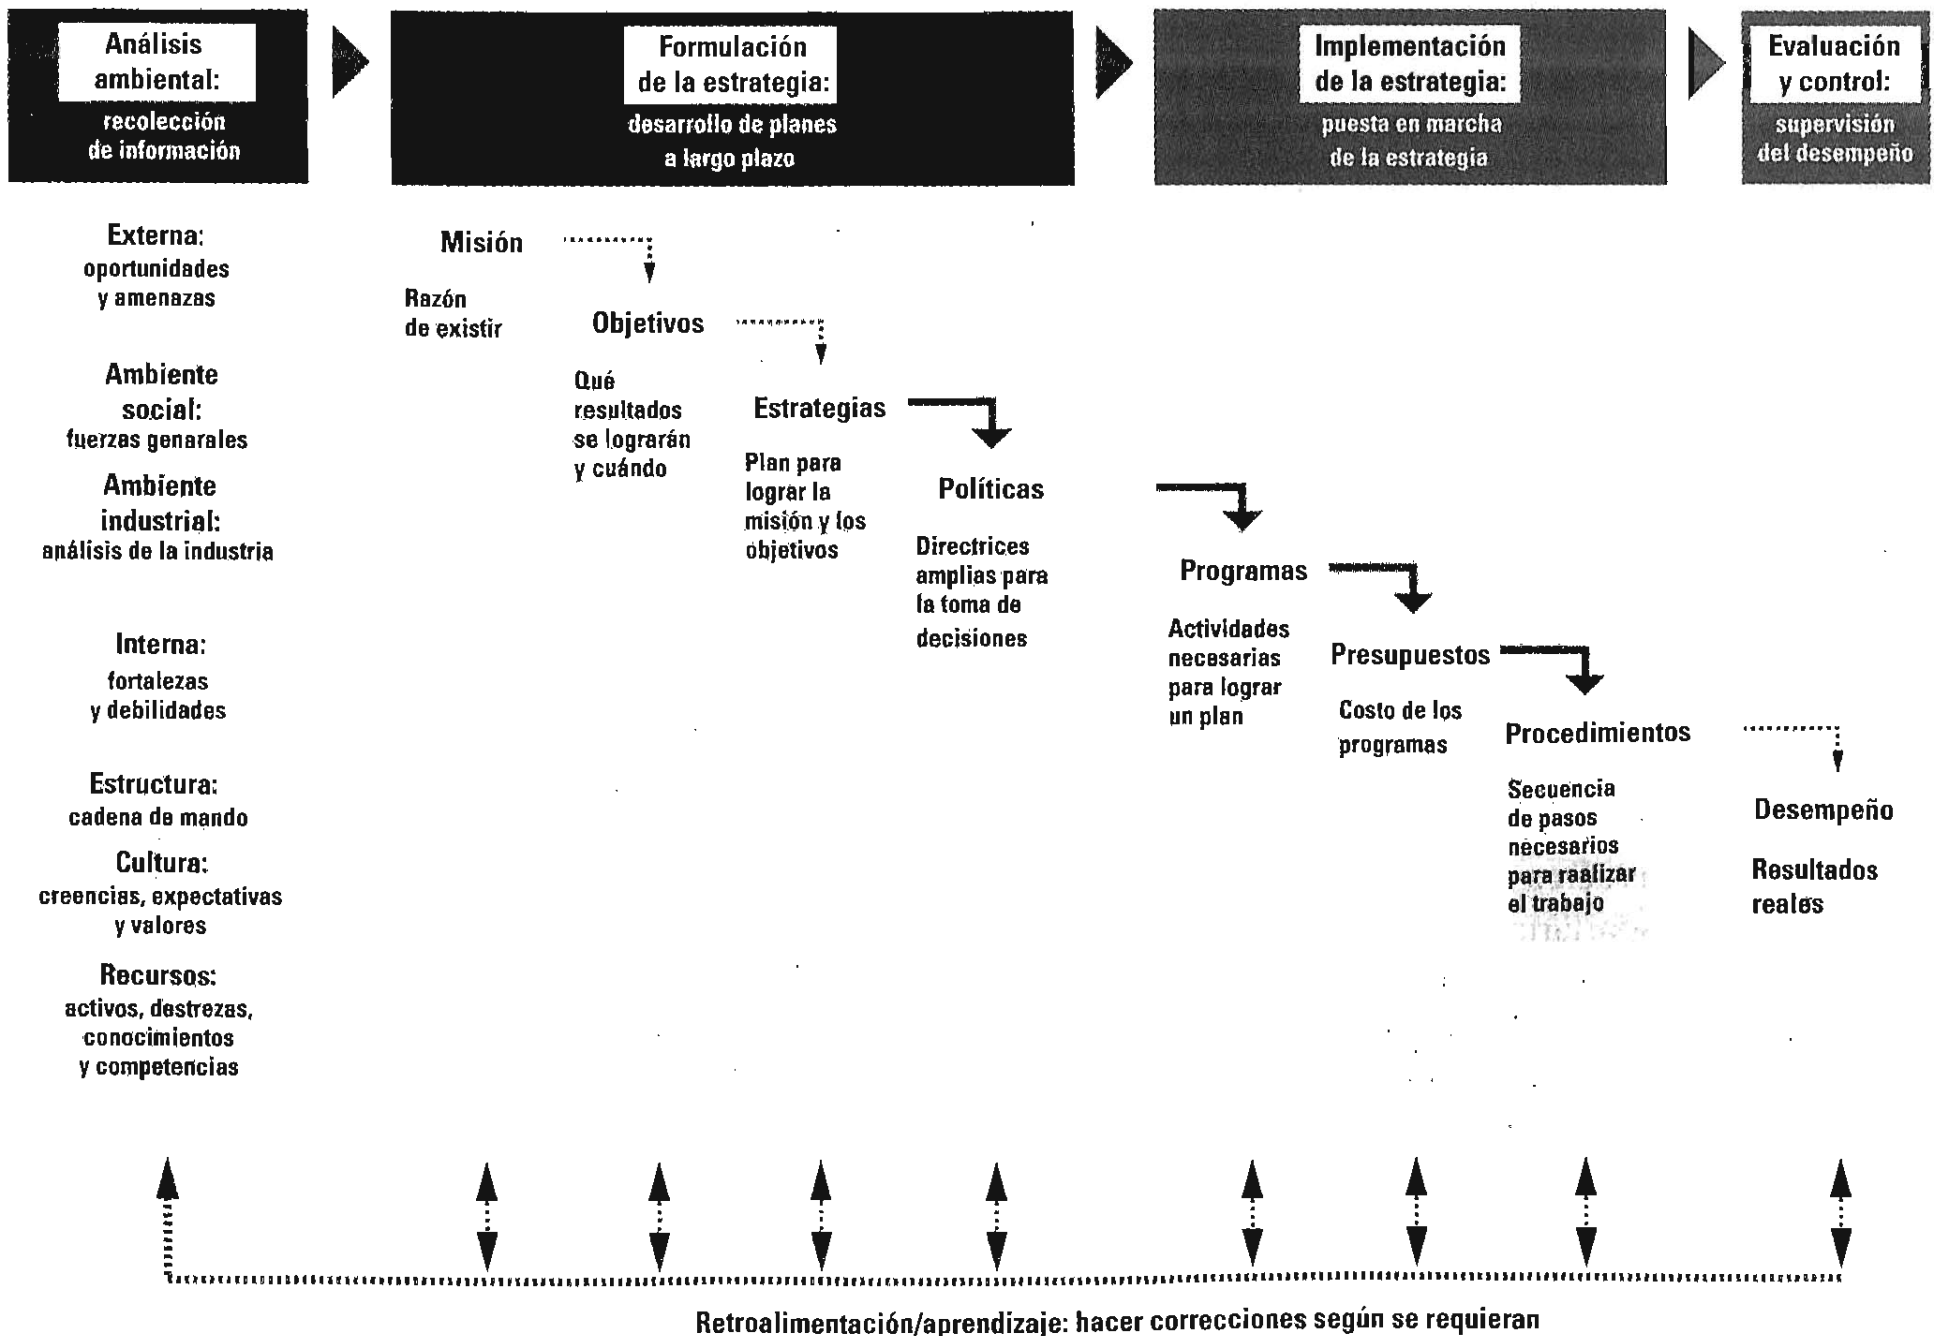 Análisis
ambiental:
recolección
de información
Formulación
de la estrategia:
desarrollo de planes
a largo plazo
Implementación
de la estrategia:
puesta en marcha
de la estrategia
Evaluación
y control:
supervisión
del desempeño
Externa:
oportunidades
y amenazas
Ambiente
social:
fuerzas genarales
Ambiente
industrial:
análisis de la industria
Interna:
fortalezas
y debilidades
Estructura:
cadena de mando
Cultura:
creencias, expectativas
y valores
Recursos:
activos, destrezas,
conocimientos
y competencias
Misión
Razón
de existir
Objetivos
Qué
resultados
se lograrán
y cuándo
Estrategias
Plan para
lograr la
misión y los
objetivos
Políticas
Directrices
amplias para
la toma de
decisiones
Programas
Actividades
necesarias
para lograr
un plan
Presupuestos
Costo de los
programas
Procedimientos
Secuencia
de pasos
necesarios
para raalizar
el trabajo
Desempeño
Resultados
reales
Retroalimentación/aprendizaje: hacer correcciones según se requieran